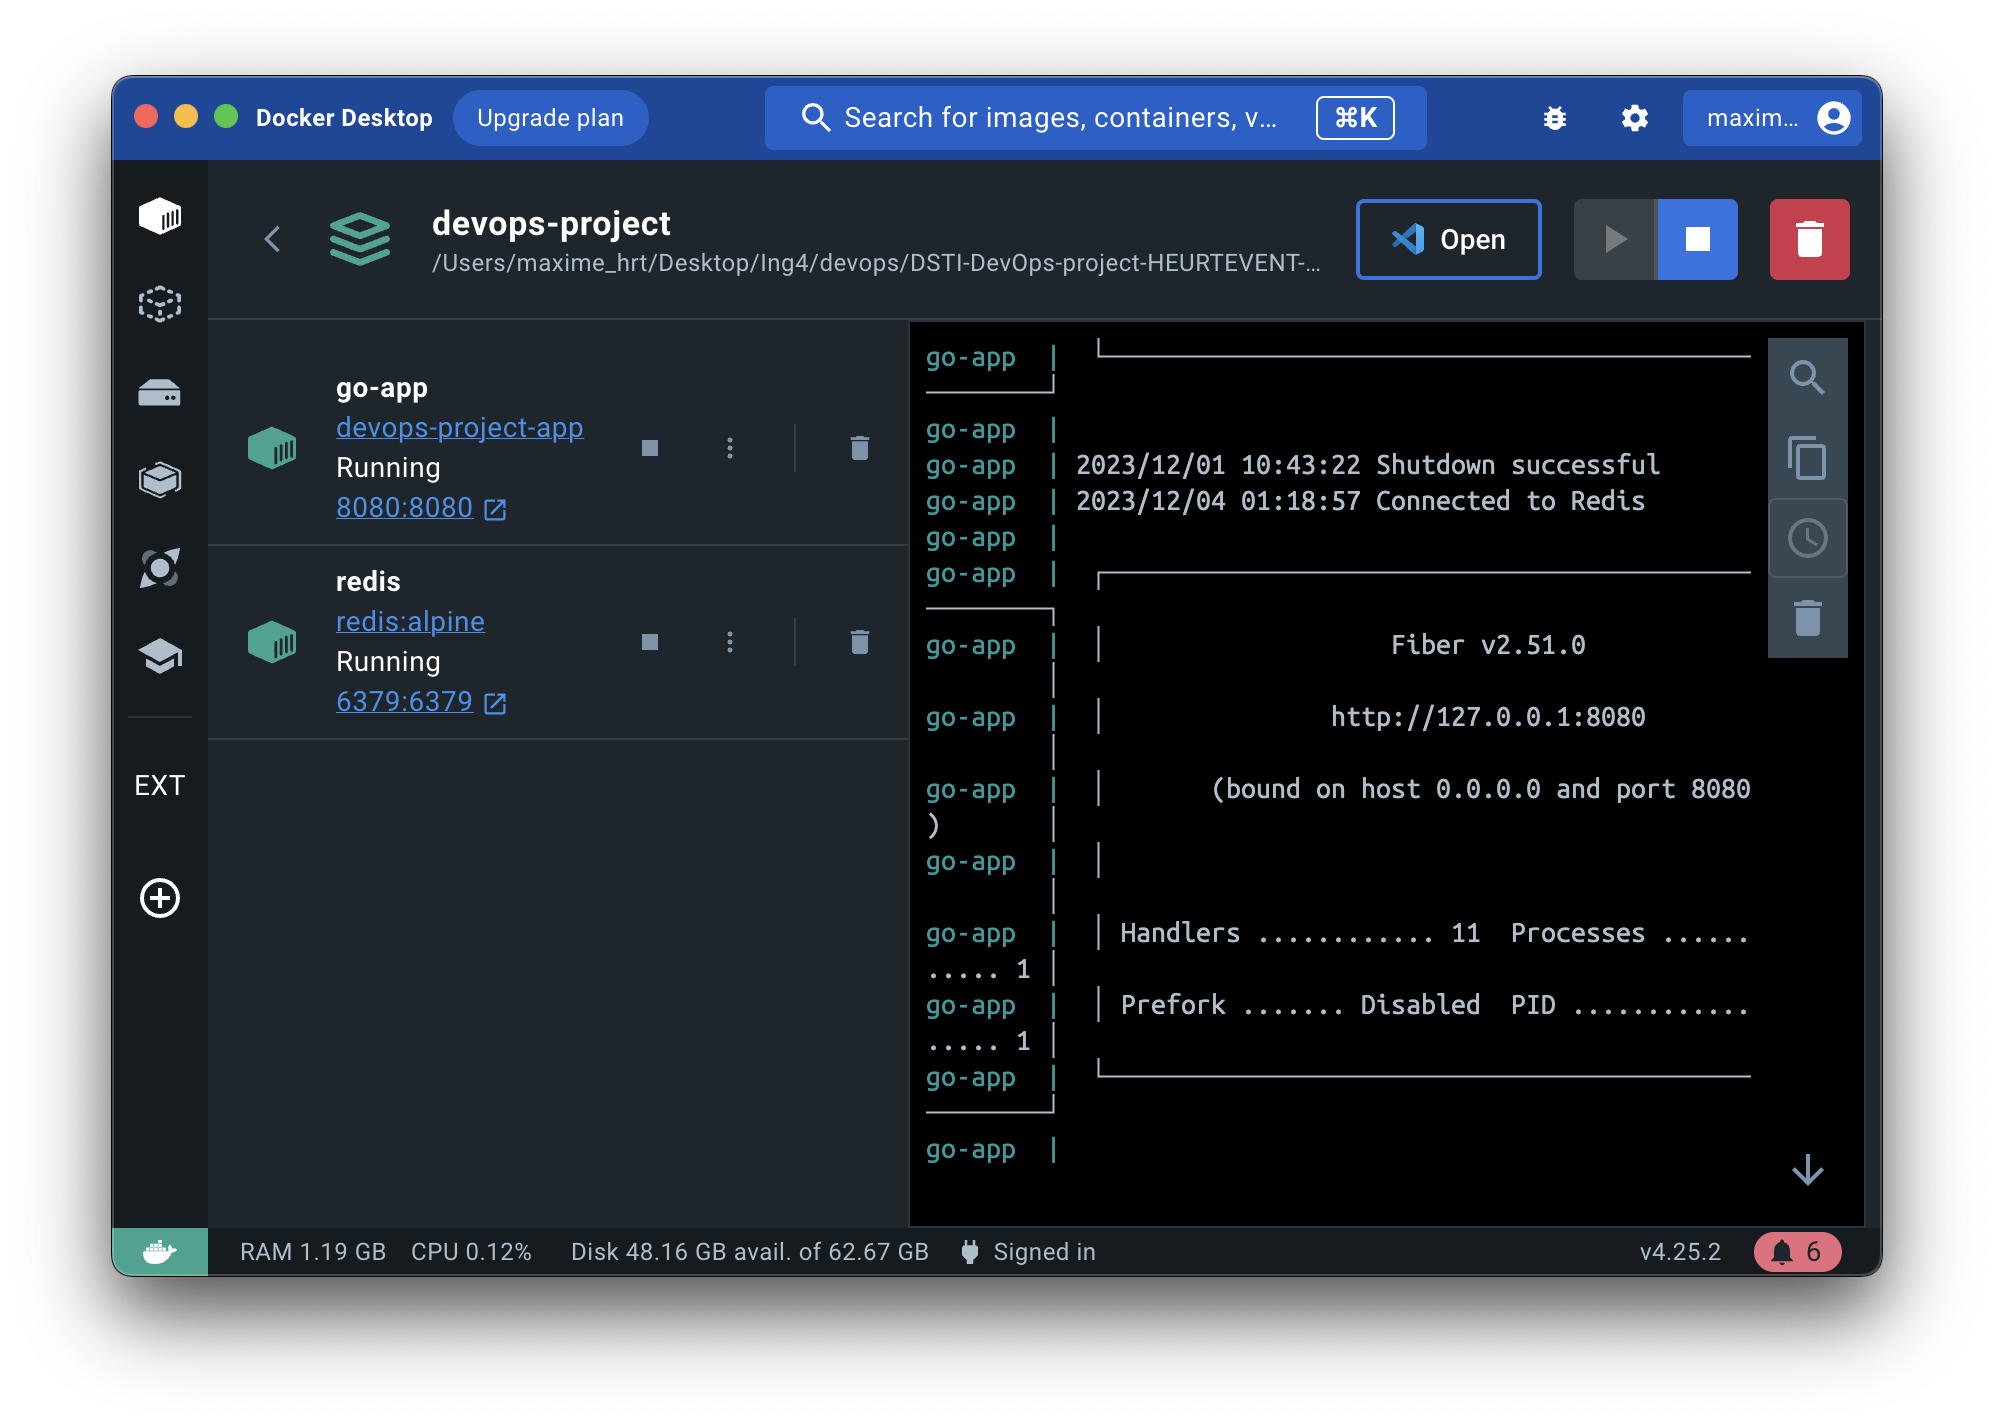 Docker Desktop
Upgrade plan
Search for images, containers, v...
⌘K
maxim...
devops-project
/Users/maxime_hrt/Desktop/Ing4/devops/DSTI-DevOps-project-HEURTEVENT-...
Open
go-app
devops-project-app
Running
8080:8080
redis
redis:alpine
Running
6379:6379
EXT
go-app |
go-app |
go-app | 2023/12/01 10:43:22 Shutdown successful
go-app | 2023/12/04 01:18:57 Connected to Redis
go-app |
go-app |
go-app | │ Fiber v2.51.0
│
go-app | │ http://127.0.0.1:8080
│
go-app | │ (bound on host 0.0.0.0 and port 8080
) │
go-app | │
│
go-app | │ Handlers ............ 11 Processes ......
..... 1 │
go-app | │ Prefork ....... Disabled PID ............
..... 1 │
go-app |
go-app |
RAM 1.19 GB CPU 0.12% Disk 48.16 GB avail. of 62.67 GB Signed in
v4.25.2
6